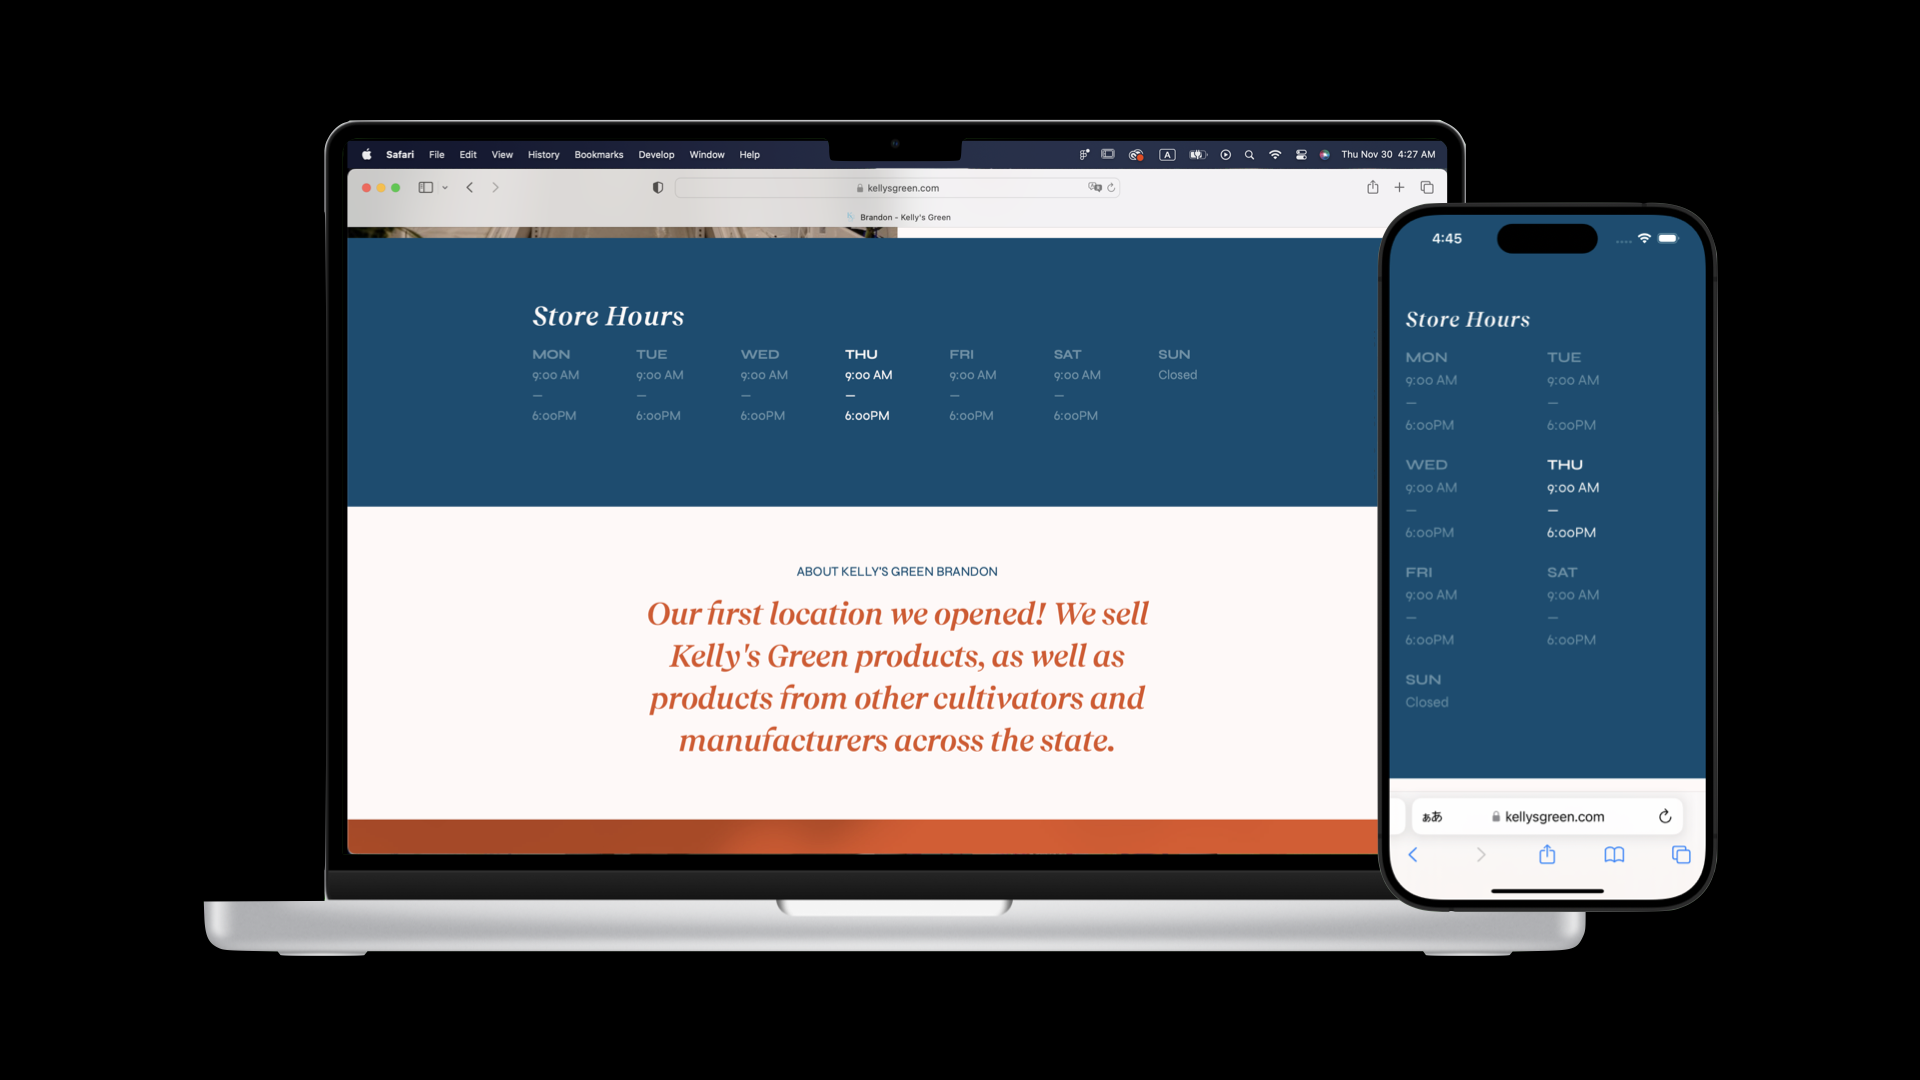 Safari File Edit View History Bookmarks Develop Window Help
A
Thu Nov 30 4:27 AM
kellysgreen.com
Brandon - Kelly's Green
Store Hours
MON TUE WED THU FRI SAT SUN
9:00 AM 9:00 AM 9:00 AM 9:00 AM 9:00 AM 9:00 AM Closed
— — — — — —
6:00PM 6:00PM 6:00PM 6:00PM 6:00PM 6:00PM
ABOUT KELLY'S GREEN BRANDON
Our first location we opened! We sell
Kelly's Green products, as well as
products from other cultivators and
manufacturers across the state.
4:45
Store Hours
MON TUE
9:00 AM 9:00 AM
— —
6:00PM 6:00PM
WED THU
9:00 AM 9:00 AM
— —
6:00PM 6:00PM
FRI SAT
9:00 AM 9:00 AM
— —
6:00PM 6:00PM
SUN
Closed
ぁあ kellysgreen.com